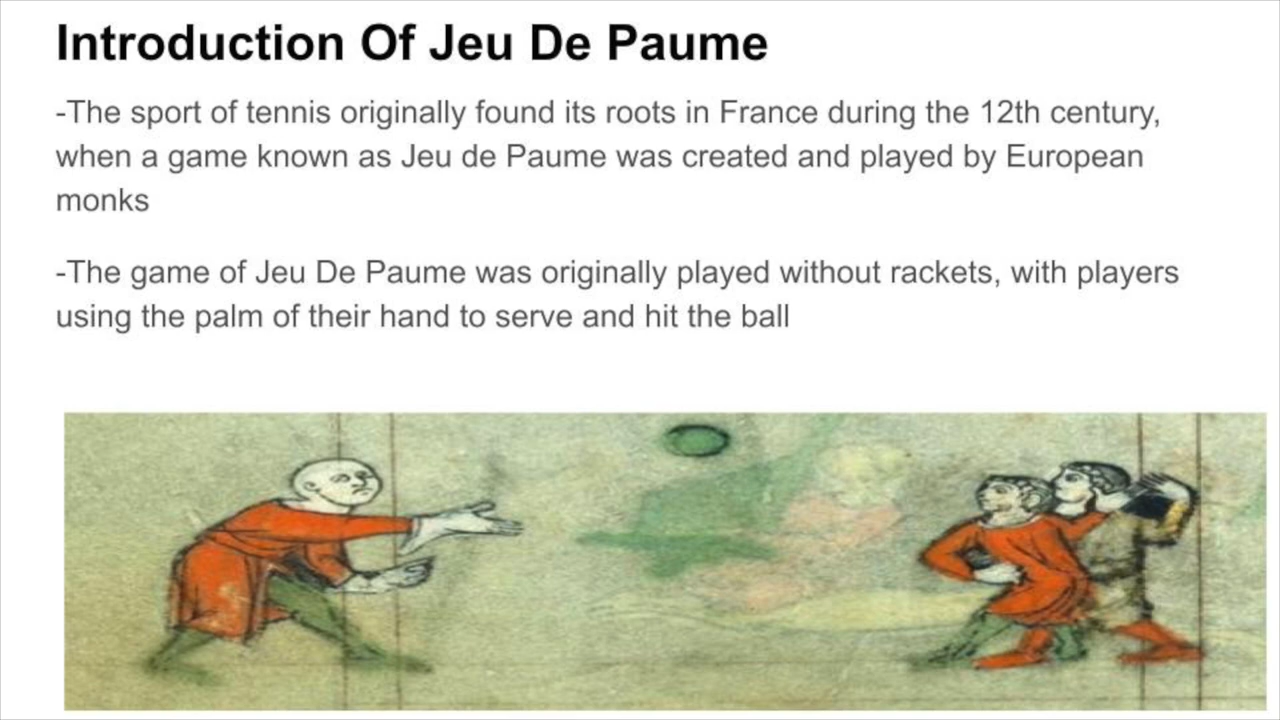 Introduction Of Jeu De Paume
-The sport of tennis originally found its roots in France during the 12th century,
when a game known as Jeu de Paume was created and played by European
monks
-The game of Jeu De Paume was originally played without rackets, with players
using the palm of their hand to serve and hit the ball